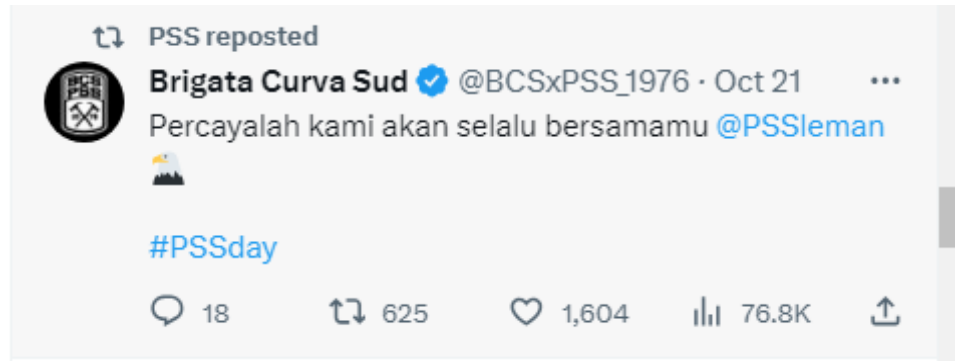 PSS reposted
Brigata Curva Sud @BCSxPSS_1976 · Oct 21
Percayalah kami akan selalu bersamamu @PSSleman
🦅
#PSSday
18 625 1,604 76.8K